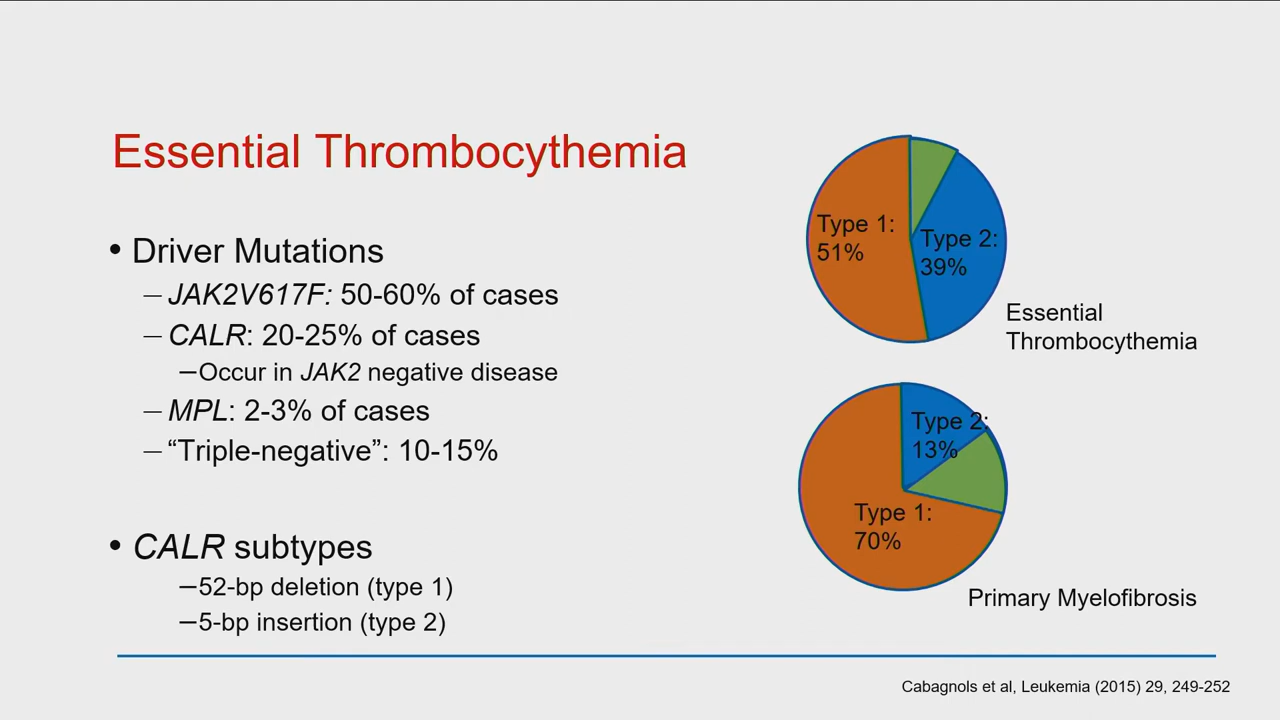 Essential Thrombocythemia
• Driver Mutations
– JAK2V617F: 50-60% of cases
– CALR: 20-25% of cases
–Occur in JAK2 negative disease
– MPL: 2-3% of cases
– “Triple-negative”: 10-15%
• CALR subtypes
–52-bp deletion (type 1)
–5-bp insertion (type 2)
Type 1:
51%
Type 2:
39%
Essential
Thrombocythemia
Type 2:
13%
Type 1:
70%
Primary Myelofibrosis
Cabagnols et al, Leukemia (2015) 29, 249-252